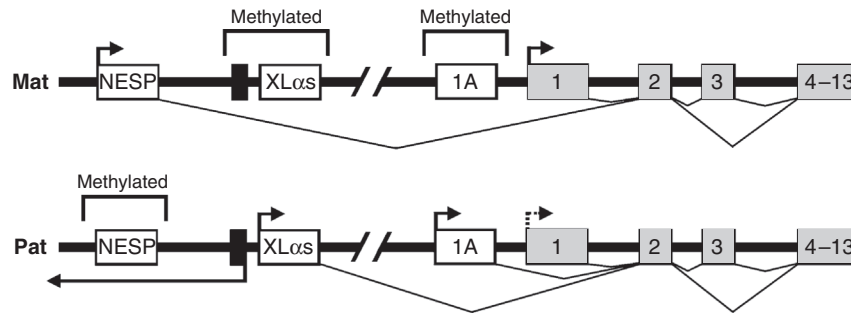 Methylated Methylated
Mat NESP XLαs 1A 1 2 3 4–13
Methylated
Pat NESP XLαs 1A 1 2 3 4–13